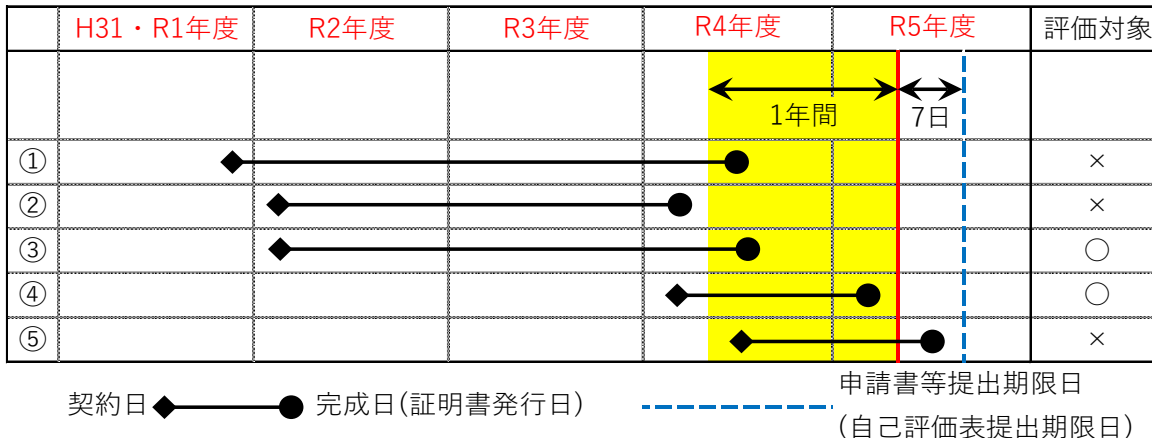 H31・R1年度 R2年度 R3年度 R4年度 R5年度 評価対象
1年間 7日
① ×
② ×
③ ○
④ ○
⑤ ×
契約日 完成日(証明書発行日) 申請書等提出期限日
(自己評価表提出期限日)